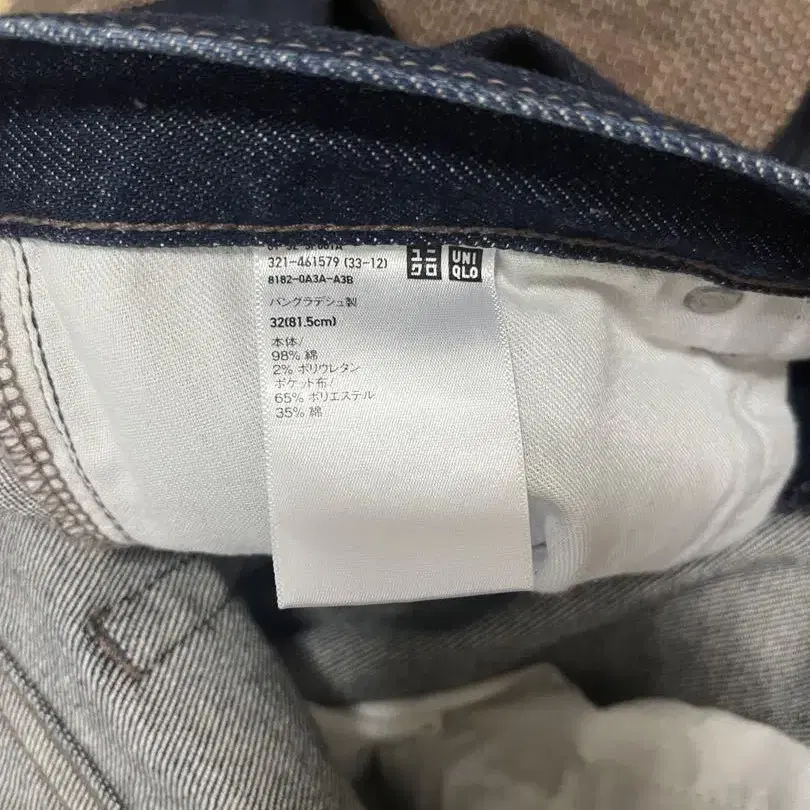 321-461579 (33-12)
8182-0A3A-A3B
バングラデシュ製
32(81.5cm)
本体/
98% 綿
2% ポリウレタン
ポケット布/
65% ポリエステル
35% 綿
ユニ
クロ
UNI
QLO